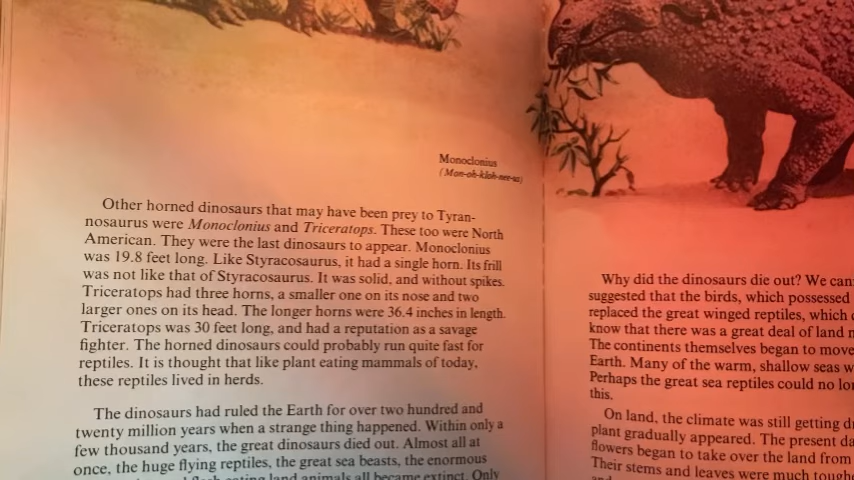 Monoclonius
(Mon-oh-kloh-nee-us)
Other horned dinosaurs that may have been prey to Tyran-
nosaurus were Monoclonius and Triceratops. These too were North
American. They were the last dinosaurs to appear. Monoclonius
was 19.8 feet long. Like Styracosaurus, it had a single horn. Its frill
was not like that of Styracosaurus. It was solid, and without spikes.
Triceratops had three horns, a smaller one on its nose and two
larger ones on its head. The longer horns were 36.4 inches in length.
Triceratops was 30 feet long, and had a reputation as a savage
fighter. The horned dinosaurs could probably run quite fast for
reptiles. It is thought that like plant eating mammals of today,
these reptiles lived in herds.
The dinosaurs had ruled the Earth for over two hundred and
twenty million years when a strange thing happened. Within only a
few thousand years, the great dinosaurs died out. Almost all at
once, the huge flying reptiles, the great sea beasts, the enormous
eating land animals all became extinct. Only
Why did the dinosaurs die out? We can
suggested that the birds, which possessed
replaced the great winged reptiles, which
know that there was a great deal of land
The continents themselves began to move
Earth. Many of the warm, shallow seas
Perhaps the great sea reptiles could no
this.
On land, the climate was still getting
plant gradually appeared. The present
flowers began to take over the land from
Their stems and leaves were much